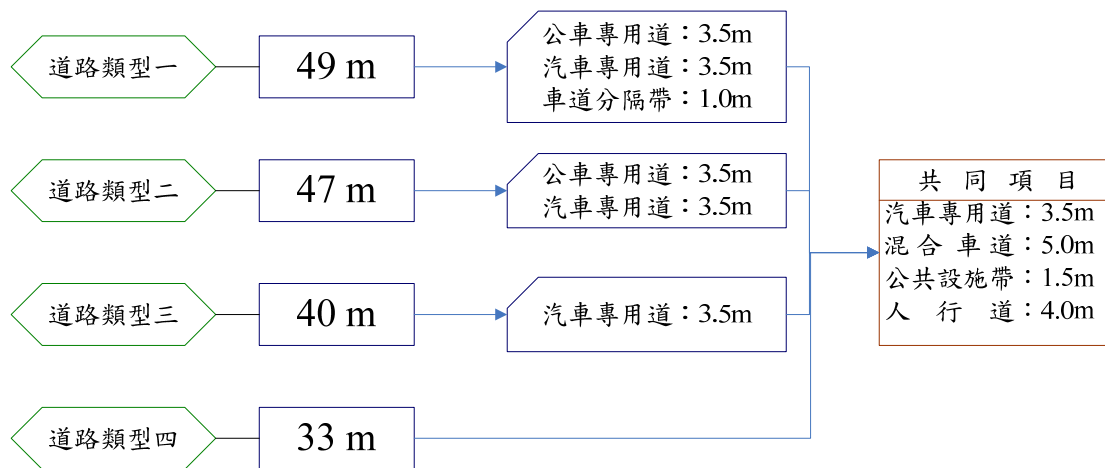 道路類型一
49 m
公車專用道：3.5m
汽車專用道：3.5m
車道分隔帶：1.0m
道路類型二
47 m
公車專用道：3.5m
汽車專用道：3.5m
道路類型三
40 m
汽車專用道：3.5m
道路類型四
33 m
共同項目
汽車專用道：3.5m
混合車道：5.0m
公共設施帶：1.5m
人行道：4.0m